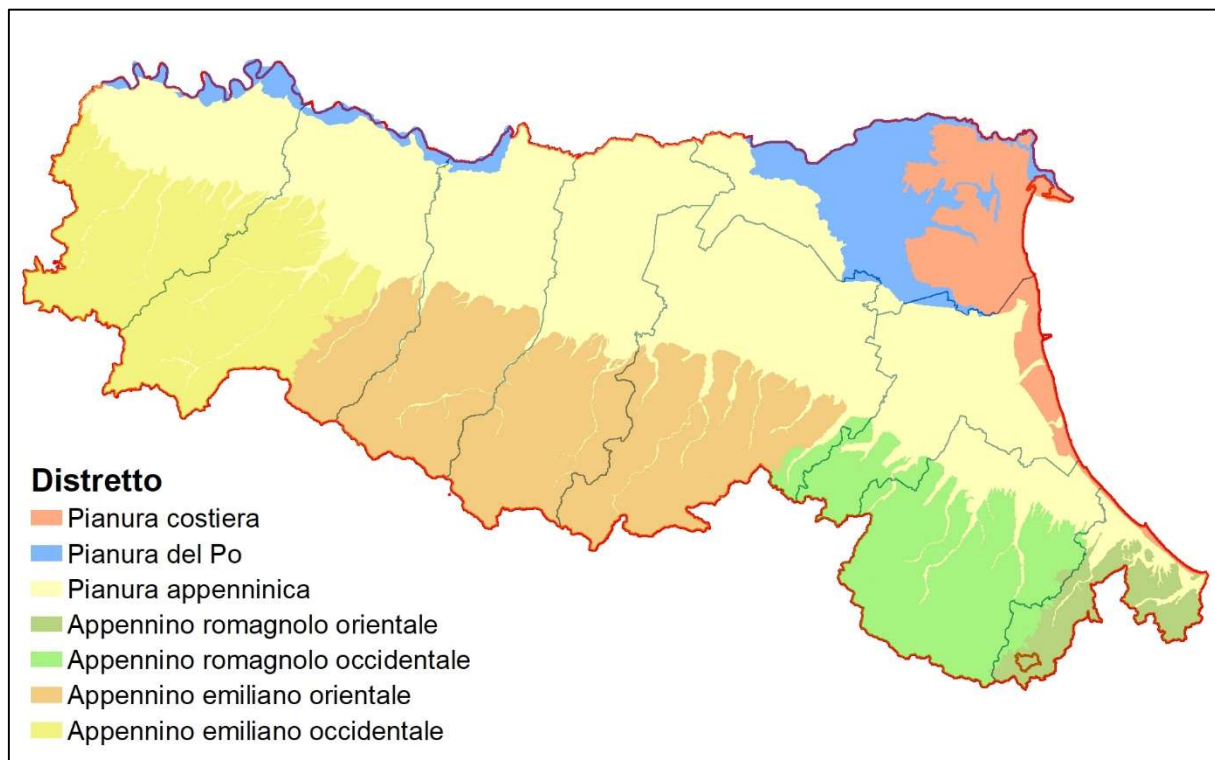 Distretto
Pianura costiera
Pianura del Po
Pianura appenninica
Appennino romagnolo orientale
Appennino romagnolo occidentale
Appennino emiliano orientale
Appennino emiliano occidentale